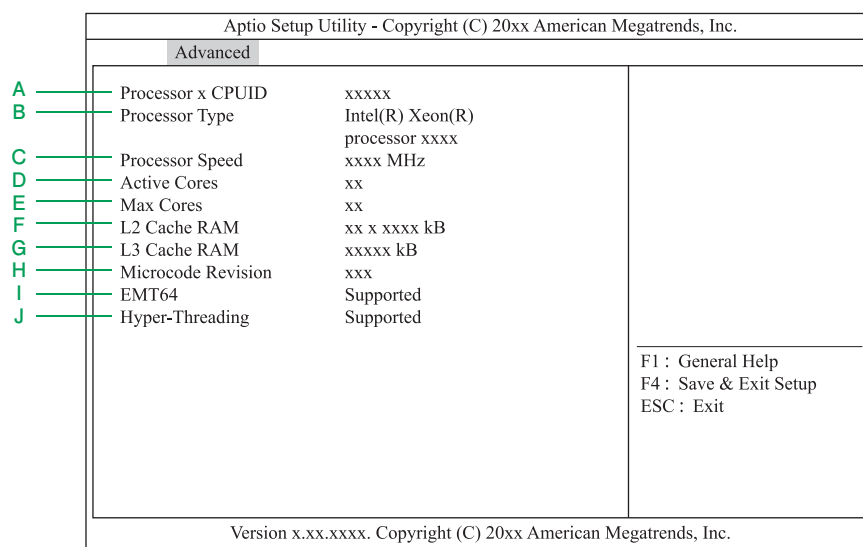 Aptio Setup Utility - Copyright (C) 20xx American Megatrends, Inc.
Advanced
A Processor x CPUID xxxxx
B Processor Type Intel(R) Xeon(R)
processor xxxx
C Processor Speed xxxx MHz
D Active Cores xx
E Max Cores xx
F L2 Cache RAM xx x xxxx kB
G L3 Cache RAM xxxxx kB
H Microcode Revision xxx
I EMT64 Supported
J Hyper-Threading Supported
F1 : General Help
F4 : Save & Exit Setup
ESC : Exit
Version x.xx.xxxx. Copyright (C) 20xx American Megatrends, Inc.